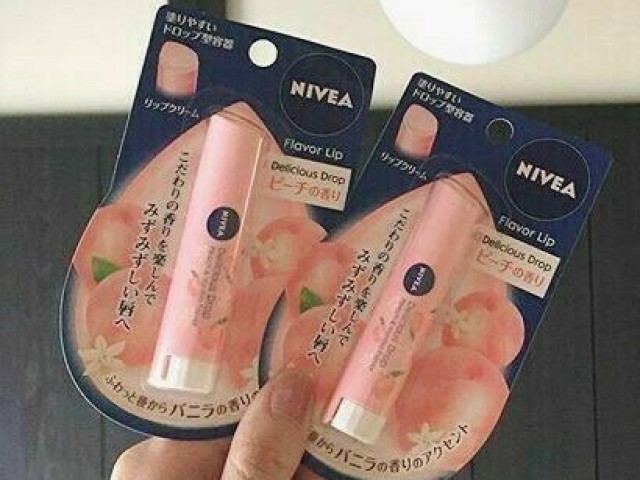 塗りやすい
ドロップ型容器
リップクリーム
NIVEA
Flavor Lip
Delicious Drop
ピーチの香り
こだわりの香りを楽しんで
みずみずしい唇へ
NIVEA
Delicious Drop
ふわっと後からバニラの香りの
塗りやすい
ドロップ型容器
リップクリーム
NIVEA
Flavor Lip
Delicious Drop
ピーチの香り
こだわりの香りを楽しんで
みずみずしい唇へ
NIVEA
Delicious Drop
後からバニラの香りのアクセント